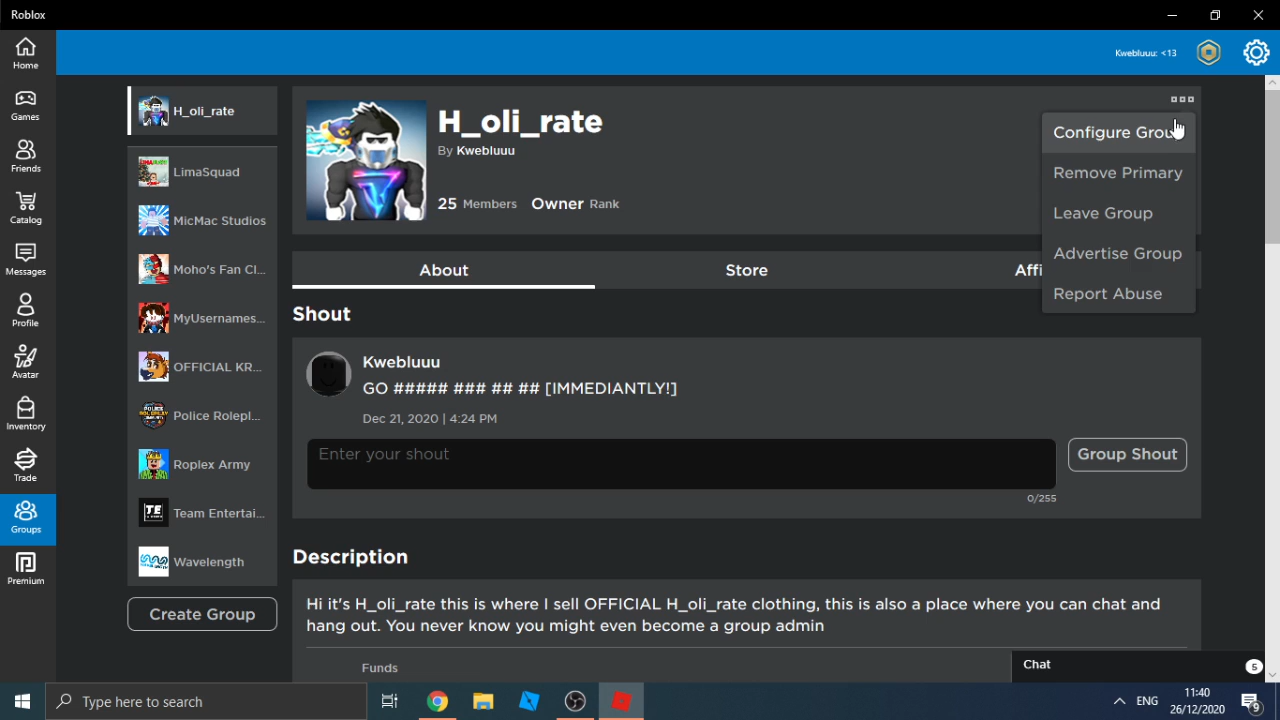 Roblox
Kwebluuu: <13
Home
Games
Friends
Catalog
Messages
Profile
Avatar
Inventory
Trade
Groups
Premium
H_oli_rate
LimaSquad
MicMac Studios
Moho's Fan Cl...
MyUsernames...
OFFICIAL KR...
Police Rolepl...
Roplex Army
Team Entertai...
Wavelength
Create Group
H_oli_rate
By Kwebluuu
25 Members Owner Rank
Configure Group
Remove Primary
Leave Group
Advertise Group
Report Abuse
About Store Affi
Shout
Kwebluuu
GO ##### ### ## ## [IMMEDIANTLY!]
Dec 21, 2020 | 4:24 PM
Enter your shout
Group Shout
0/255
Description
Hi it's H_oli_rate this is where I sell OFFICIAL H_oli_rate clothing, this is also a place where you can chat and
hang out. You never know you might even become a group admin
Funds
Chat 5
Type here to search
ENG
11:40
26/12/2020
9